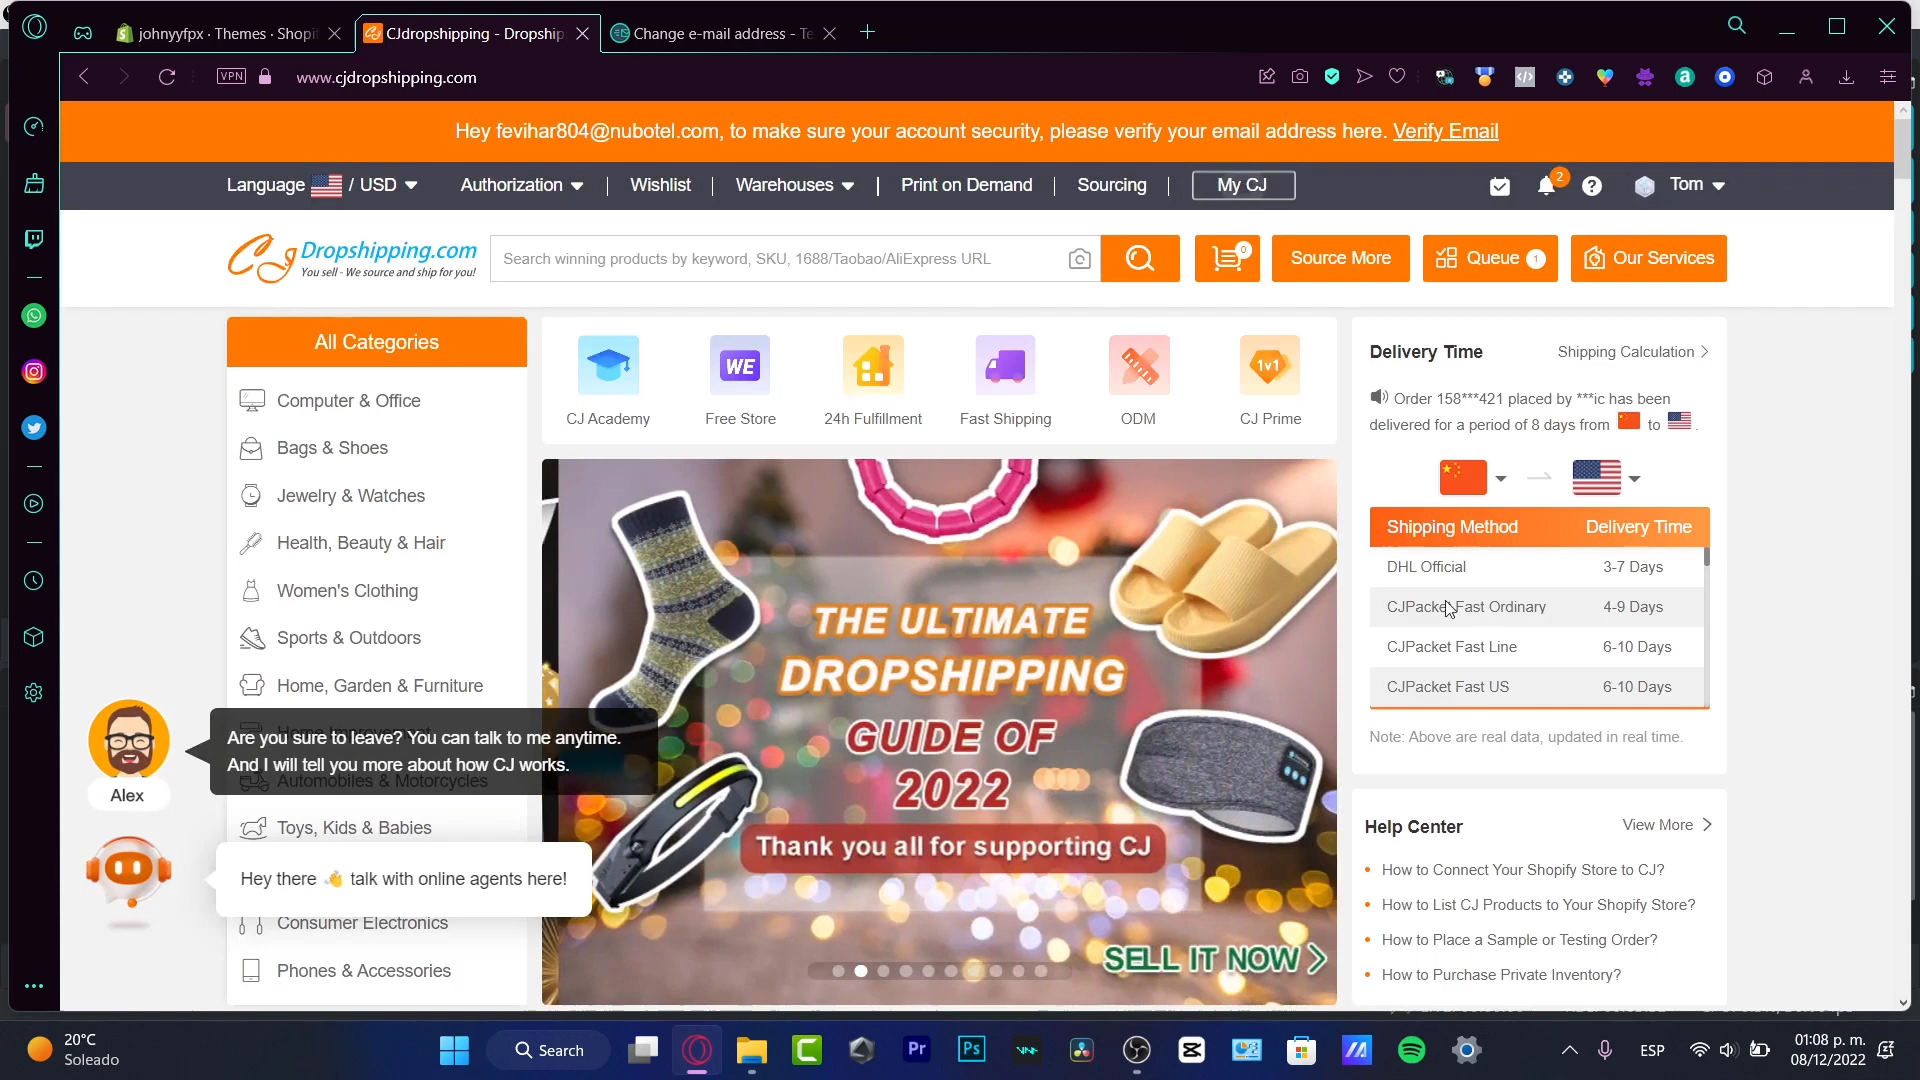 johnyyfpx · Themes · Shopif
CJdropshipping - Dropship
Change e-mail address - Te
VPN
www.cjdropshipping.com
Hey fevihar804@nubotel.com, to make sure your account security, please verify your email address here. Verify Email
Language / USD
Authorization
Wishlist
Warehouses
Print on Demand
Sourcing
My CJ
2
Tom
CJ Dropshipping.com
You sell - We source and ship for you!
Search winning products by keyword, SKU, 1688/Taobao/AliExpress URL
0
Source More
Queue 1
Our Services
All Categories
Computer & Office
Bags & Shoes
Jewelry & Watches
Health, Beauty & Hair
Women's Clothing
Sports & Outdoors
Home, Garden & Furniture
Home Improvement
Are you sure to leave? You can talk to me anytime.
And I will tell you more about how CJ works.
Automobiles & Motorcycles
Alex
Toys, Kids & Babies
Hey there 👋 talk with online agents here!
Consumer Electronics
Phones & Accessories
WE
1v1
CJ Academy
Free Store
24h Fulfillment
Fast Shipping
ODM
CJ Prime
THE ULTIMATE
DROPSHIPPING
GUIDE OF
2022
Thank you all for supporting CJ
SELL IT NOW
Delivery Time
Shipping Calculation
Order 158***421 placed by ***ic has been
delivered for a period of 8 days from to .
Shipping Method Delivery Time
DHL Official 3-7 Days
CJPacket Fast Ordinary 4-9 Days
CJPacket Fast Line 6-10 Days
CJPacket Fast US 6-10 Days
Note: Above are real data, updated in real time.
Help Center
View More
How to Connect Your Shopify Store to CJ?
How to List CJ Products to Your Shopify Store?
How to Place a Sample or Testing Order?
How to Purchase Private Inventory?
20°C
Soleado
Search
Pr
Ps
ESP
01:08 p. m.
08/12/2022